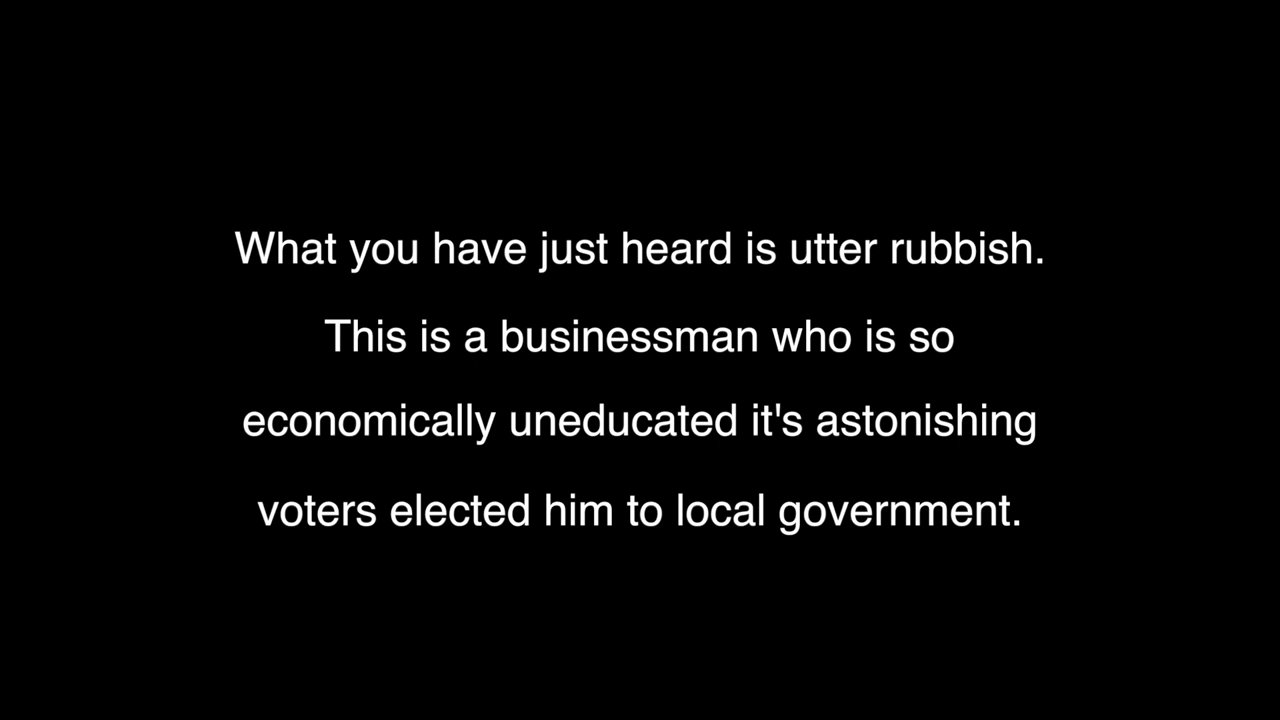 What you have just heard is utter rubbish.
This is a businessman who is so
economically uneducated it's astonishing
voters elected him to local government.